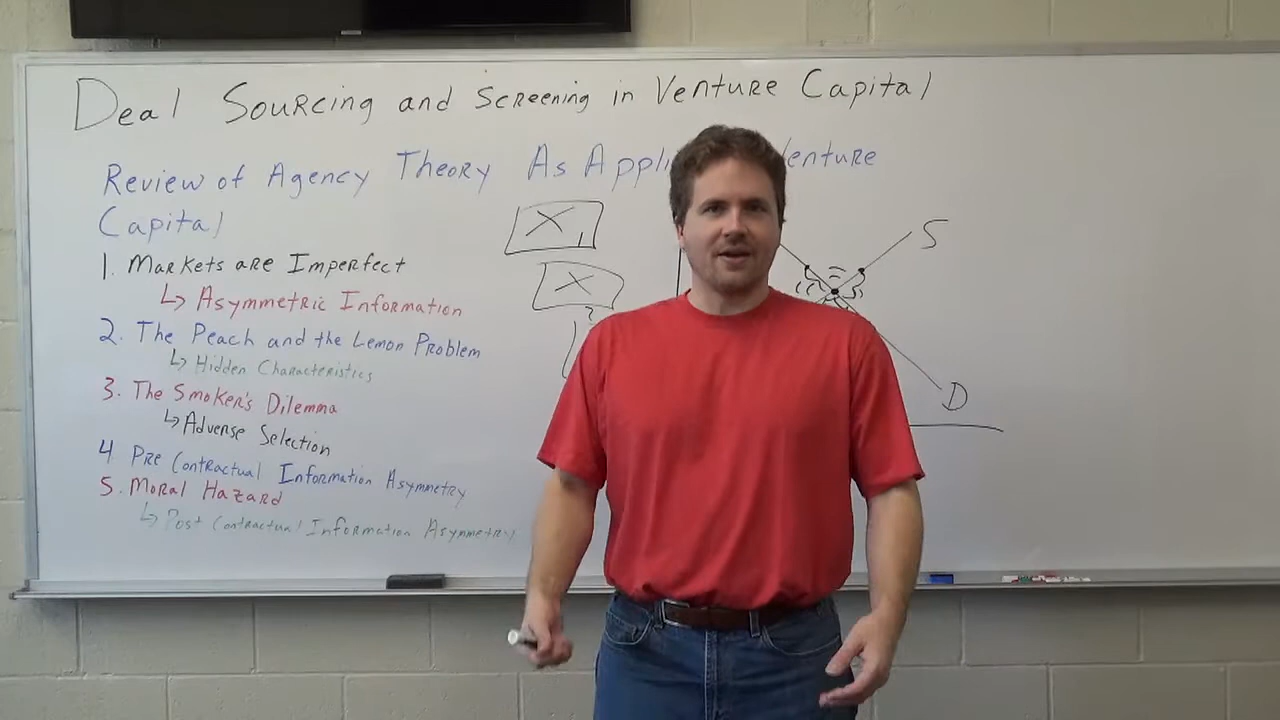 Deal Sourcing and Screening in Venture Capital
Review of Agency Theory As Appli Venture
Capital
1. Markets are Imperfect
↳ Asymmetric Information
2. The Peach and the Lemon Problem
↳ Hidden Characteristics
3. The Smoker's Dilemma
↳ Adverse Selection
4 Pre Contractual Information Asymmetry
5. Moral Hazard
↳ Post Contractual Information Asymmetry
X1
X?
S
D